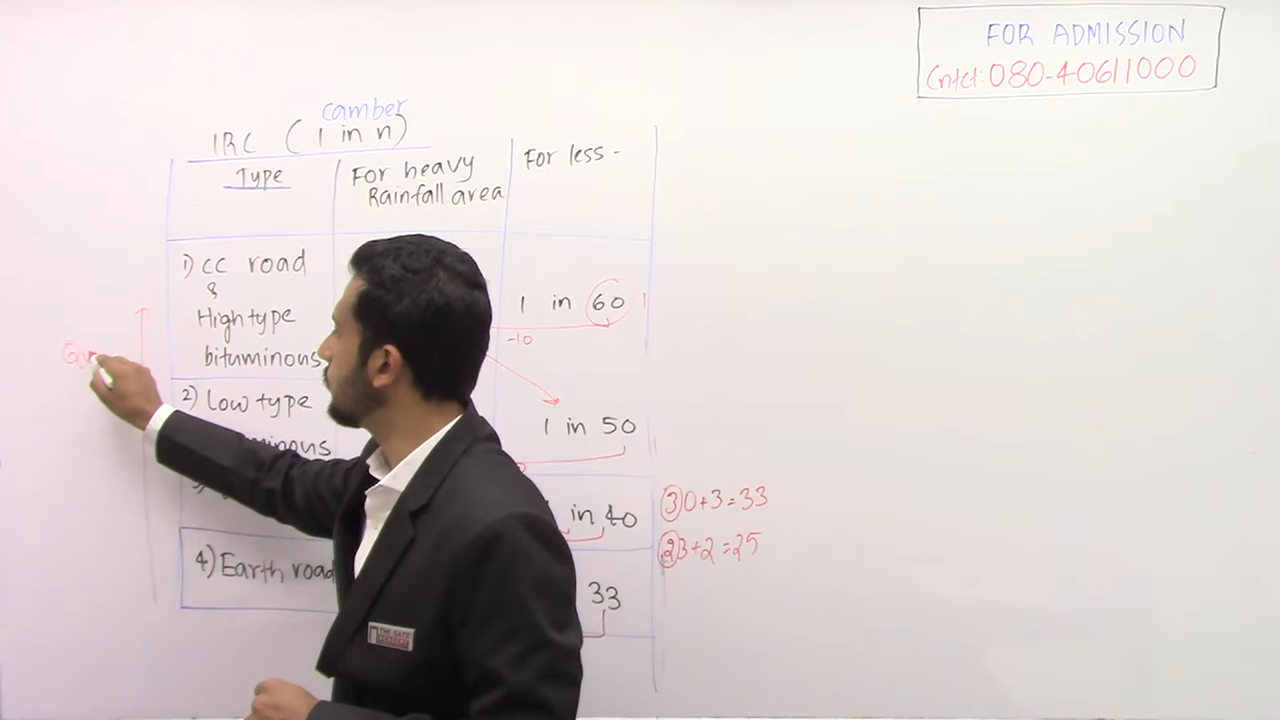 FOR ADMISSION
Cntct: 080-40611000
camber
IRC ( 1 in n)
Type
For heavy
Rainfall area
For less -
1) CC road
&
High type
bituminous
1 in 60
-10
2) Low type
1 in 50
in 40
30+3=33
23+2=25
4) Earth road
33
THE GATE